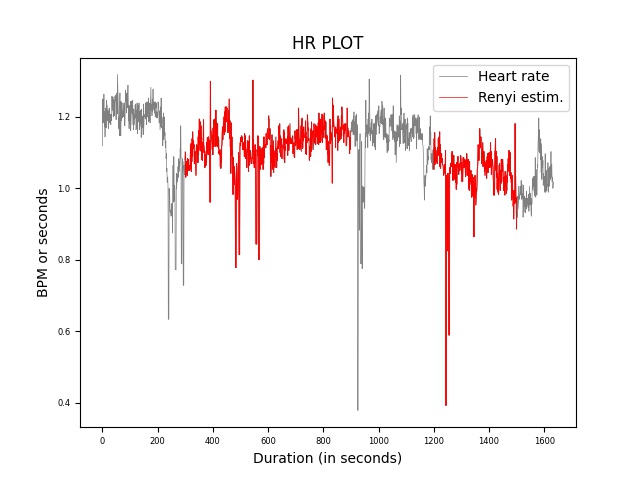 HR PLOT
Heart rate
Renyi estim.
BPM or seconds
1.2
1.0
0.8
0.6
0.4
0 200 400 600 800 1000 1200 1400 1600
Duration (in seconds)